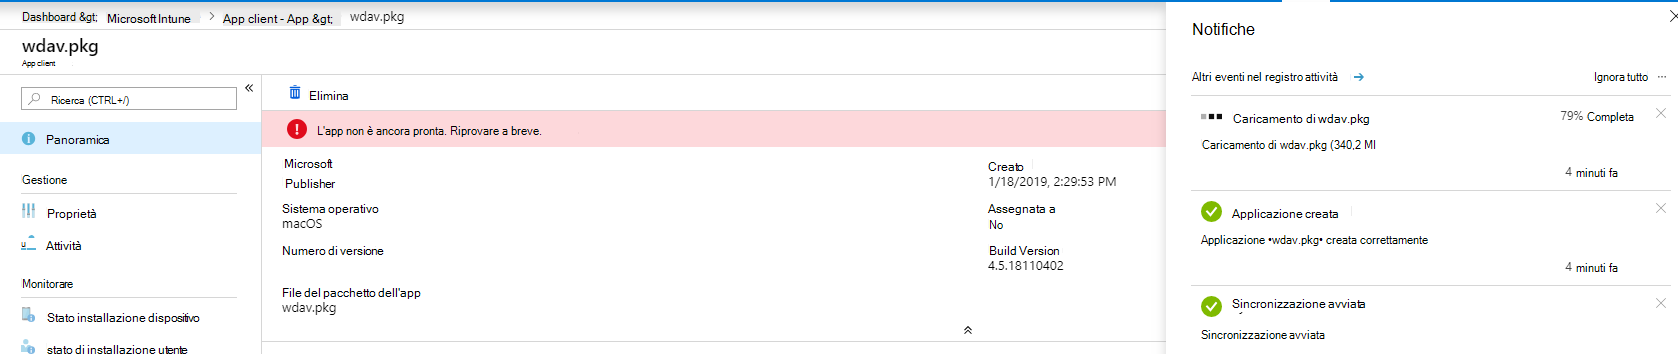 Dashboard &gt; Microsoft Intune > App client - App &gt; wdav.pkg
wdav.pkg
App client
Ricerca (CTRL+/)
«
Panoramica
Gestione
Proprietà
Attività
Monitorare
Stato installazione dispositivo
stato di installazione utente
Elimina
L'app non è ancora pronta. Riprovare a breve.
Microsoft
Publisher
Sistema operativo
macOS
Numero di versione
File del pacchetto dell'app
wdav.pkg
Creato
1/18/2019, 2:29:53 PM
Assegnata a
No
Build Version
4.5.18110402
Notifiche
Altri eventi nel registro attività →
Ignora tutto ...
Caricamento di wdav.pkg
79% Completa
Caricamento di wdav.pkg (340,2 MI
4 minuti fa
Applicazione creata
Applicazione •wdav.pkg• creata correttamente
4 minuti fa
Sincronizzazione avviata
Sincronizzazione avviata